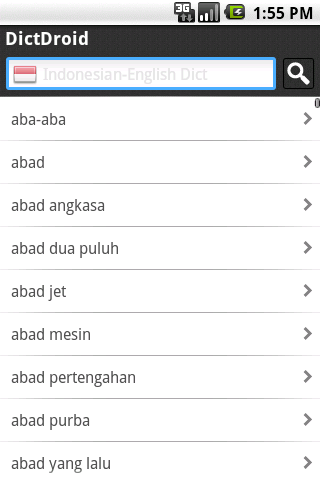 3G
1:55 PM
DictDroid
Indonesian-English Dict
aba-aba
abad
abad angkasa
abad dua puluh
abad jet
abad mesin
abad pertengahan
abad purba
abad yang lalu